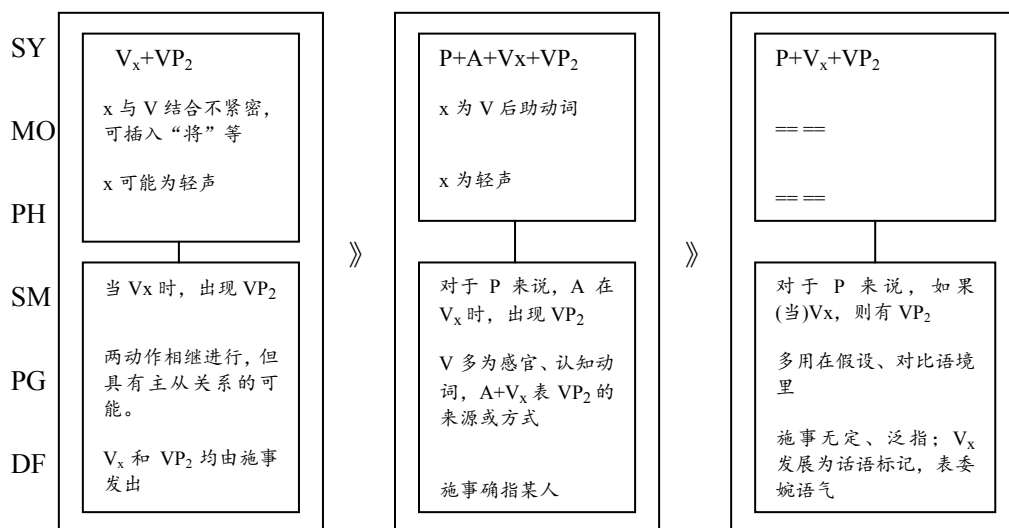 SY
MO
PH
SM
PG
DF
Vₓ+VP₂
x 与 V 结合不紧密，
可插入“将”等
x 可能为轻声
当 Vx 时，出现 VP₂
两动作相继进行，但
具有主从关系的可
能。
Vₓ 和 VP₂ 均由施事
发出
》
P+A+Vx+VP₂
x 为 V 后助动词
x 为轻声
对于 P 来说，A 在
Vₓ 时，出现 VP₂
V 多为感官、认知动
词，A+Vₓ 表 VP₂ 的
来源或方式
施事确指某人
》
P+Vₓ+VP₂
== ==
== ==
对于 P 来说，如果
(当)Vx，则有 VP₂
多用在假设、对比语境
里
施事无定、泛指；Vₓ
发展为话语标记，表委
婉语气